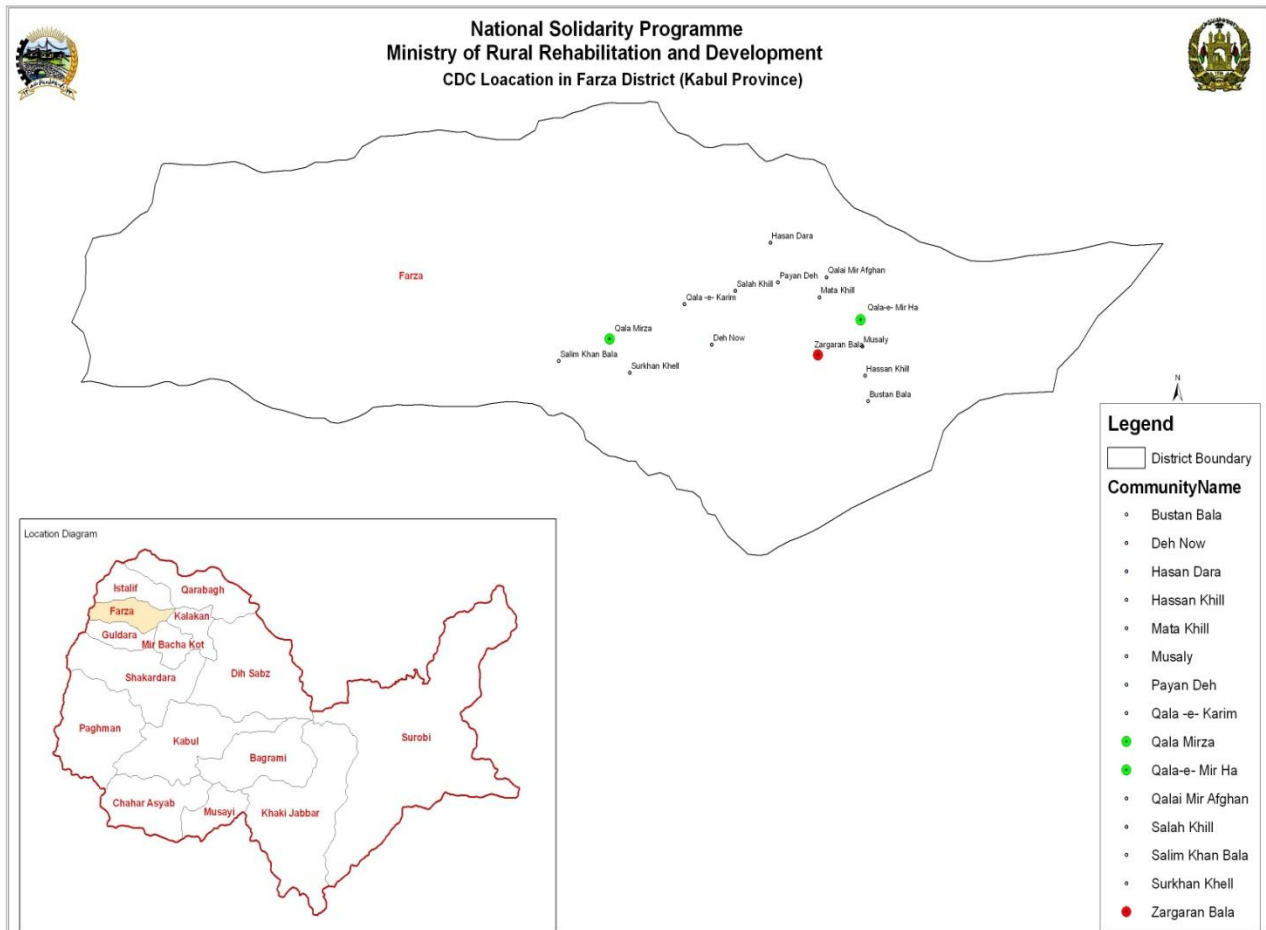 National Solidarity Programme
Ministry of Rural Rehabilitation and Development
CDC Loacation in Farza District (Kabul Province)
Hasan Dara
Farza
Qalai Mir Afghan
Payan Deh
Salah Khill
Mata Khill
Qala -e- Karim
Qala-e- Mir Ha
Qala Mirza
Deh Now
Zargaran Bala
Musaly
Salim Khan Bala
Surkhan Khell
Hassan Khill
Bustan Bala
N
Legend
District Boundary
CommunityName
Bustan Bala
Deh Now
Hasan Dara
Hassan Khill
Mata Khill
Musaly
Payan Deh
Qala -e- Karim
Qala Mirza
Qala-e- Mir Ha
Qalai Mir Afghan
Salah Khill
Salim Khan Bala
Surkhan Khell
Zargaran Bala
Location Diagram
Istalif
Qarabagh
Farza
Kalakan
Guldara
Mir Bacha Kot
Shakardara
Dih Sabz
Paghman
Kabul
Surobi
Bagrami
Chahar Asyab
Musayi
Khaki Jabbar